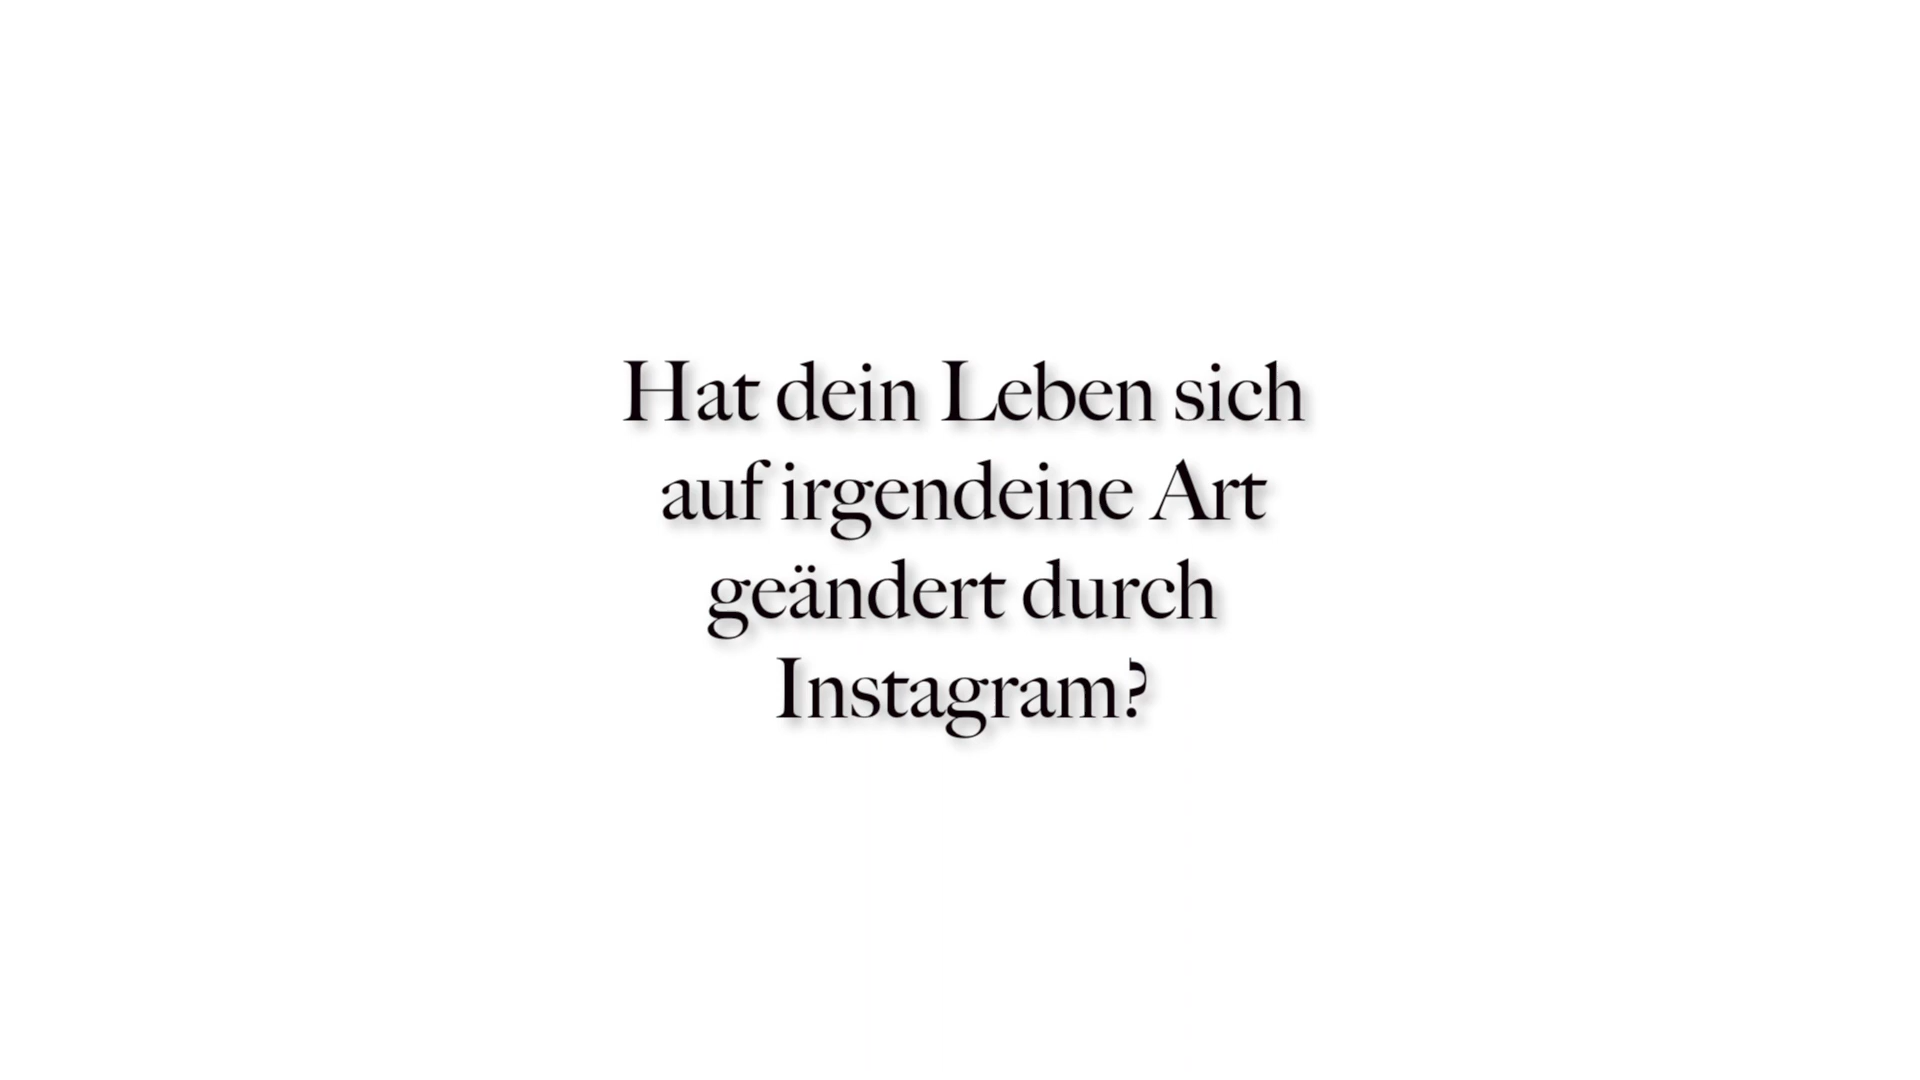 Hat dein Leben sich
auf irgendeine Art
geändert durch
Instagram?